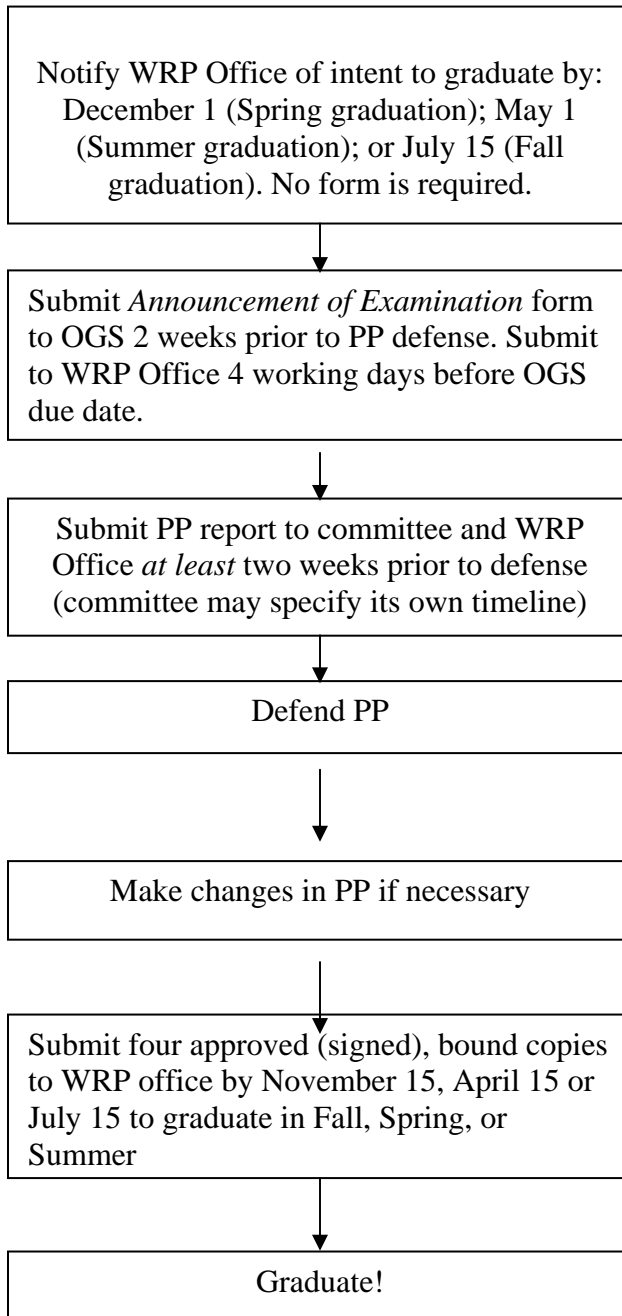 Notify WRP Office of intent to graduate by:
December 1 (Spring graduation); May 1
(Summer graduation); or July 15 (Fall
graduation). No form is required.
Submit Announcement of Examination form
to OGS 2 weeks prior to PP defense. Submit
to WRP Office 4 working days before OGS
due date.
Submit PP report to committee and WRP
Office at least two weeks prior to defense
(committee may specify its own timeline)
Defend PP
Make changes in PP if necessary
Submit four approved (signed), bound copies
to WRP office by November 15, April 15 or
July 15 to graduate in Fall, Spring, or
Summer
Graduate!